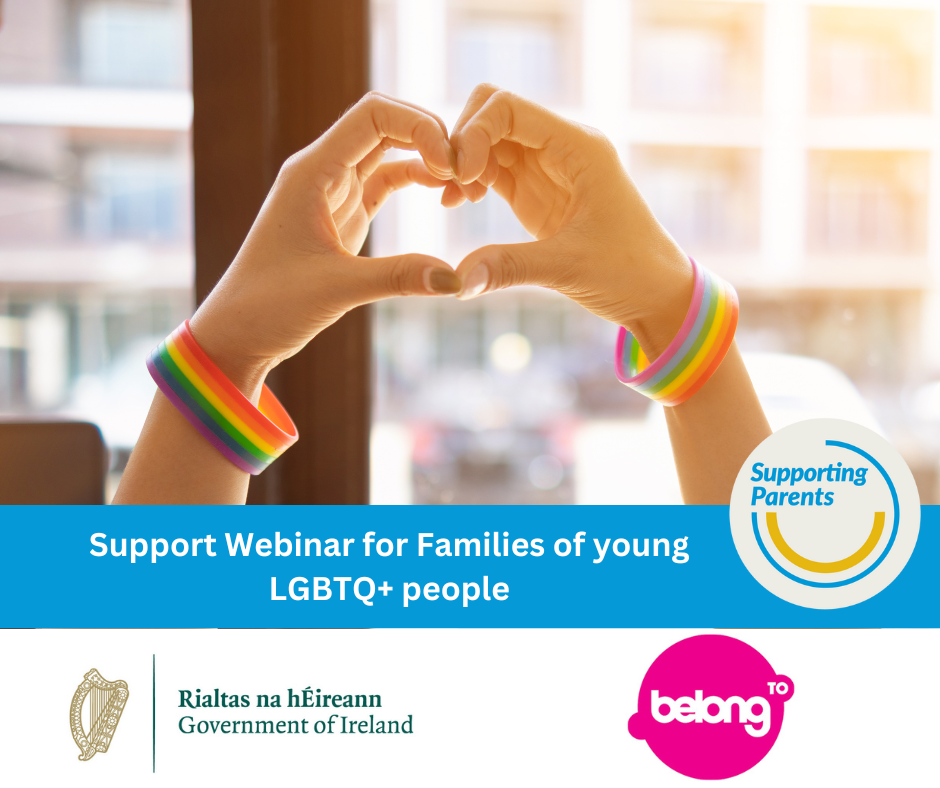 Supporting
Parents
Support Webinar for Families of young
LGBTQ+ people
Rialtas na hÉireann
Government of Ireland
belong TO